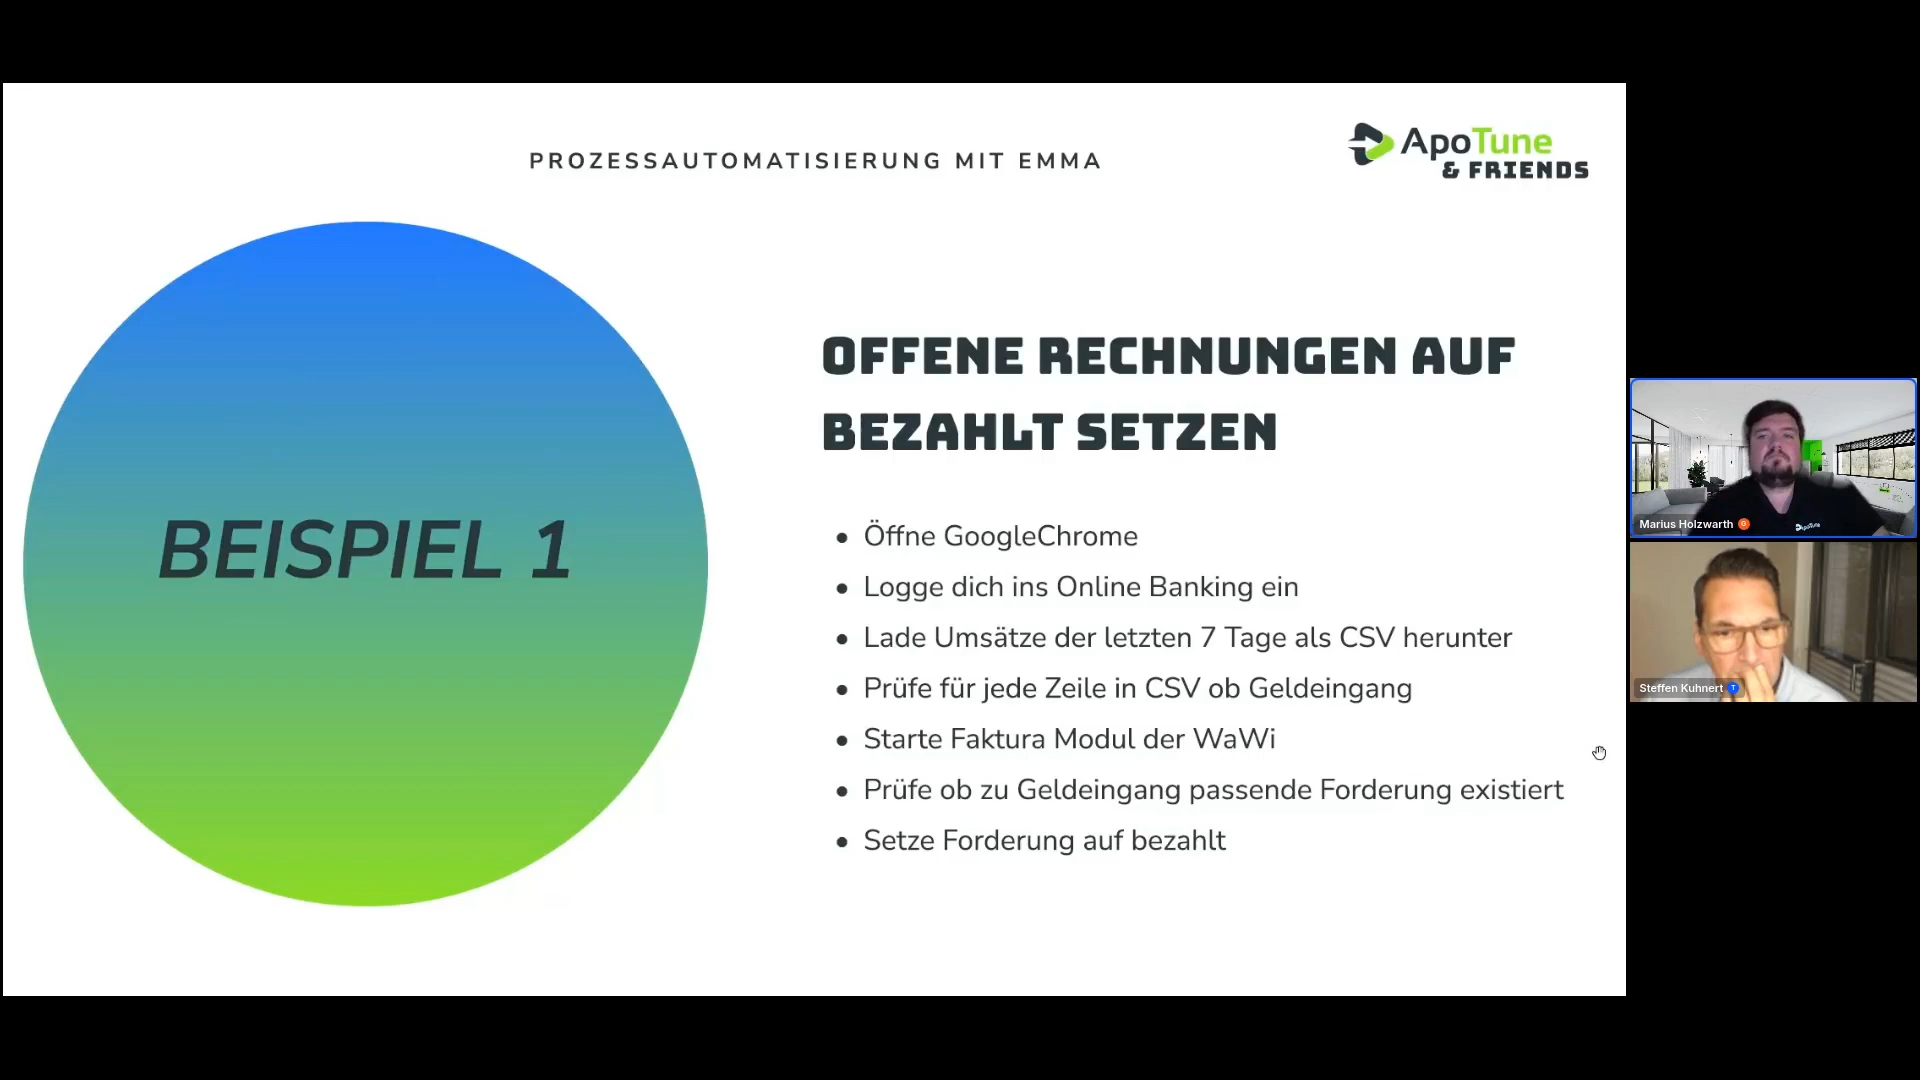 PROZESSAUTOMATISIERUNG MIT EMMA
ApoTune
& FRIENDS
BEISPIEL 1
OFFENE RECHNUNGEN AUF
BEZAHLT SETZEN
• Öffne GoogleChrome
• Logge dich ins Online Banking ein
• Lade Umsätze der letzten 7 Tage als CSV herunter
• Prüfe für jede Zeile in CSV ob Geldeingang
• Starte Faktura Modul der WaWi
• Prüfe ob zu Geldeingang passende Forderung existiert
• Setze Forderung auf bezahlt
ApoTune
Marius Holzwarth G
Steffen Kuhnert T